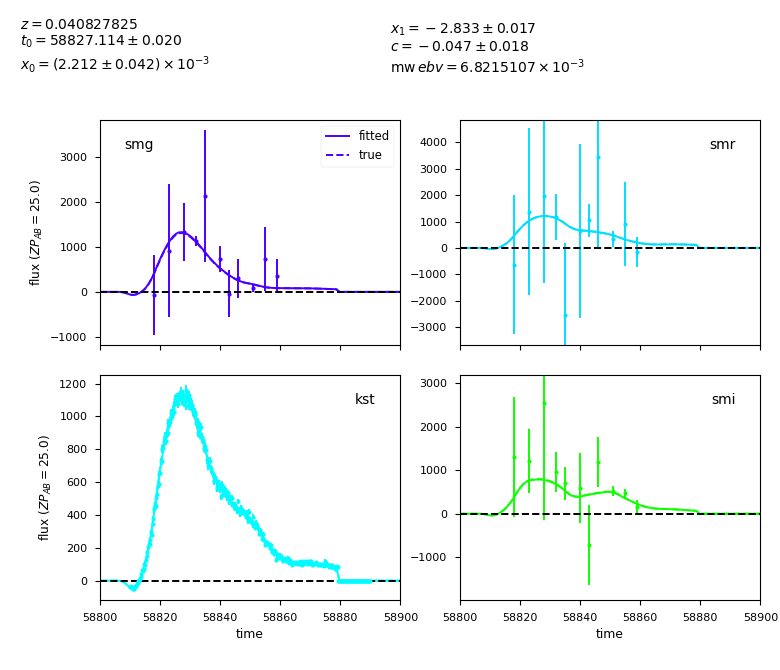 z = 0.040827825
t₀ = 58827.114 ± 0.020
x₀ = (2.212 ± 0.042) × 10⁻³
x₁ = −2.833 ± 0.017
c = −0.047 ± 0.018
mw ebv = 6.8215107 × 10⁻³
smg
fitted
true
3000
2000
1000
0
−1000
flux (ZP_AB = 25.0)
smr
4000
3000
2000
1000
0
−1000
−2000
−3000
kst
1200
1000
800
600
400
200
0
flux (ZP_AB = 25.0)
58800 58820 58840 58860 58880 58900
time
smi
3000
2000
1000
0
−1000
58800 58820 58840 58860 58880 58900
time